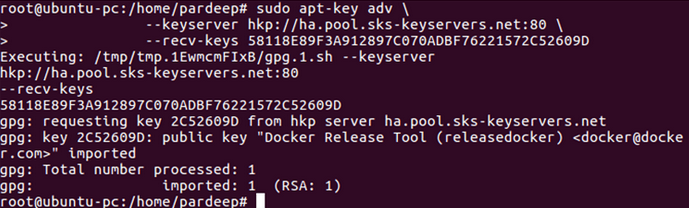 root@ubuntu-pc:/home/pardeep# sudo apt-key adv \
> --keyserver hkp://ha.pool.sks-keyservers.net:80 \
> --recv-keys 58118E89F3A912897C070ADBF76221572C52609D
Executing: /tmp/tmp.1EwmcmFIxB/gpg.1.sh --keyserver
hkp://ha.pool.sks-keyservers.net:80
--recv-keys
58118E89F3A912897C070ADBF76221572C52609D
gpg: requesting key 2C52609D from hkp server ha.pool.sks-keyservers.net
gpg: key 2C52609D: public key "Docker Release Tool (releasedocker) <docker@docke
r.com>" imported
gpg: Total number processed: 1
gpg: imported: 1 (RSA: 1)
root@ubuntu-pc:/home/pardeep#